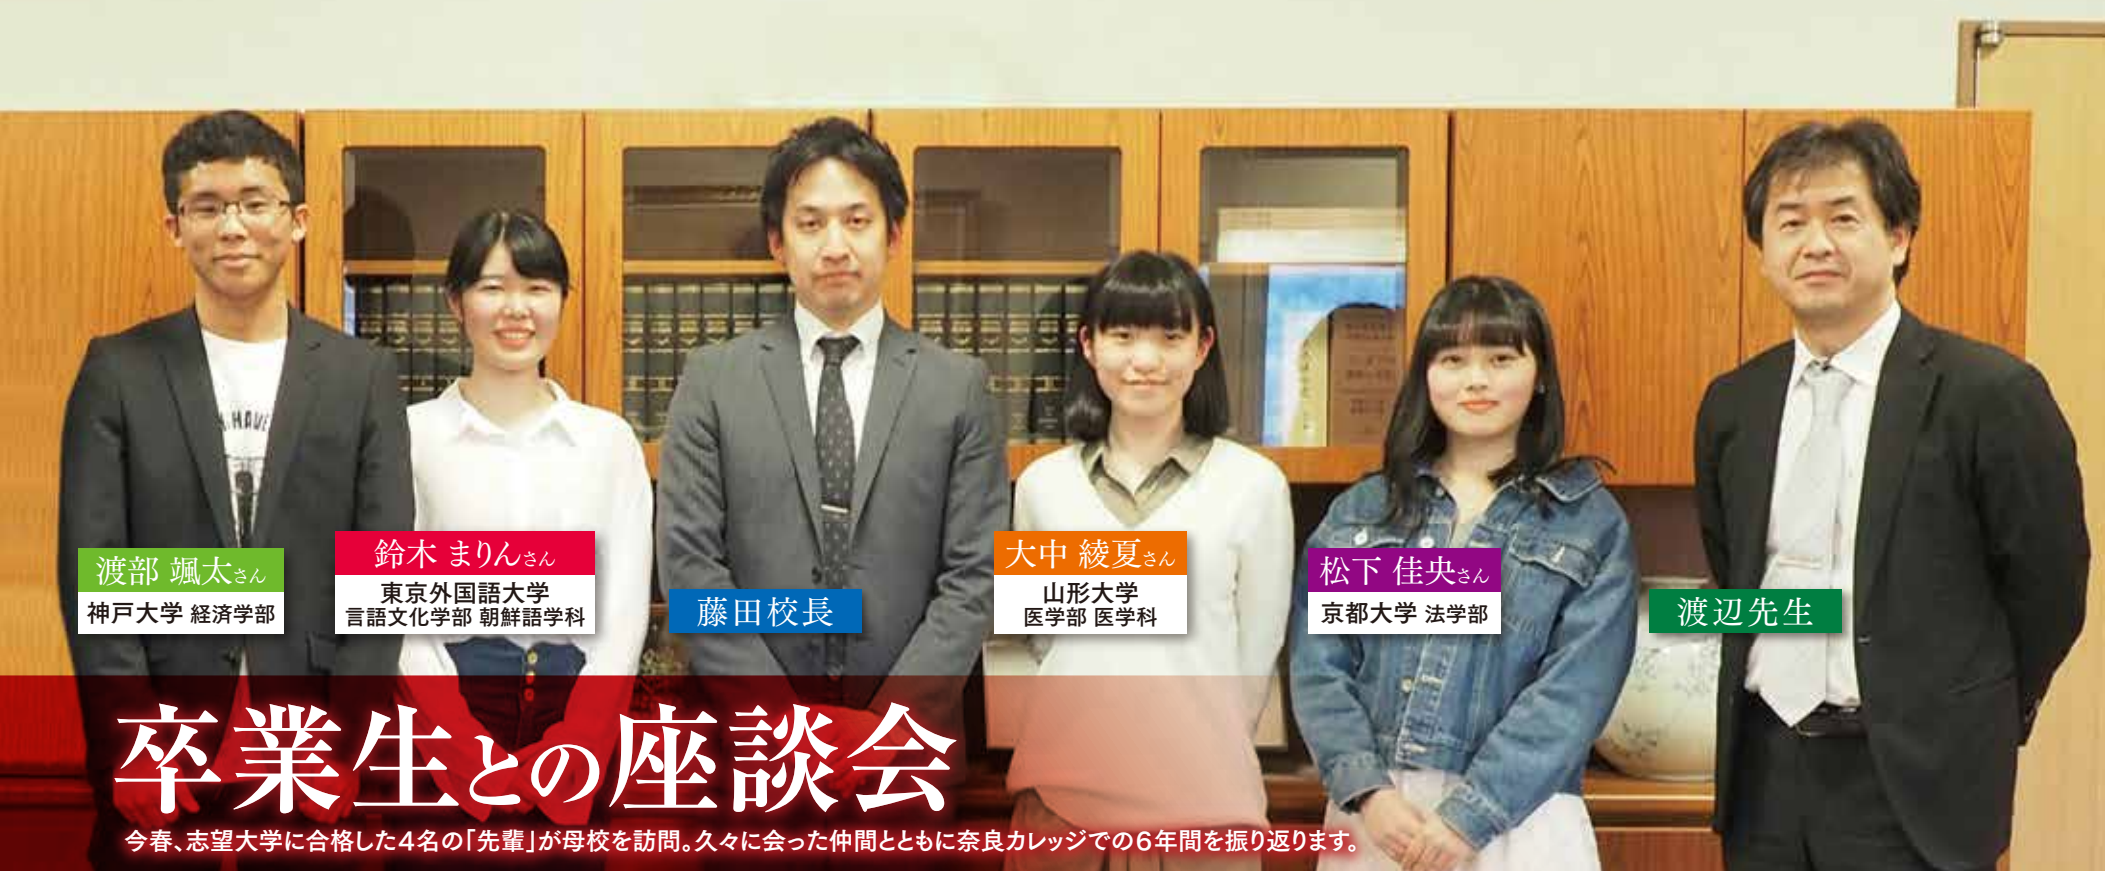 渡部 颯太さん
神戸大学 経済学部
鈴木 まりんさん
東京外国語大学
言語文化学部 朝鮮語学科
藤田校長
大中 綾夏さん
山形大学
医学部 医学科
松下 佳央さん
京都大学 法学部
渡辺先生
卒業生との座談会
今春、志望大学に合格した4名の｢先輩｣が母校を訪問。久々に会った仲間とともに奈良カレッジでの6年間を振り返ります。